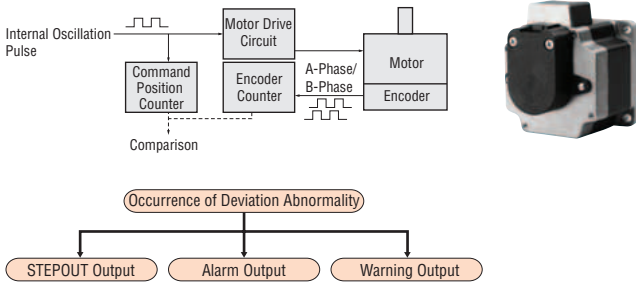 Internal Oscillation
Pulse
Motor Drive
Circuit
Command
Position
Counter
Encoder
Counter
A-Phase/
B-Phase
Motor
Encoder
Comparison
Occurrence of Deviation Abnormality
STEPOUT Output
Alarm Output
Warning Output